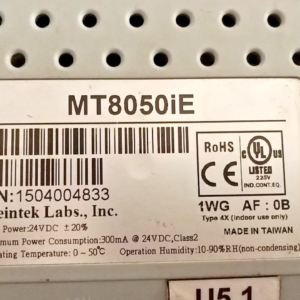 MT8050iE
N:1504004833
eintek Labs., Inc.
Power:24VDC ±20%
mum Power Consumption:300mA @ 24VDC,Class2
ating Temperature: 0~50°C Operation Humidity:10-90%RH(non-condensing)
RoHS
CE
UL
LISTED
IND.CONT.EQ.
1WG AF:0B
Type 4X (Indoor use only)
MADE IN TAIWAN
U5.1